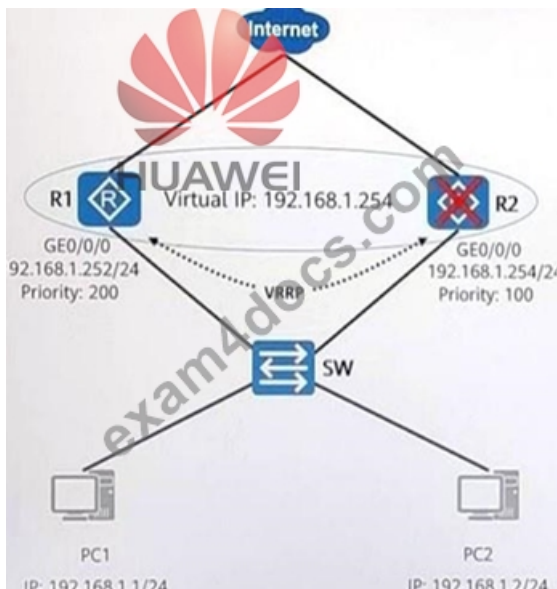 Internet
HUAWEI
R1
R
Virtual IP: 192.168.1.254
R2
GE0/0/0
92.168.1.252/24
Priority: 200
GE0/0/0
192.168.1.254/24
Priority: 100
VRRP
SW
exam4docs.com
PC1
PC2
IP: 192.168.1.1/24
IP: 192.168.1.2/24